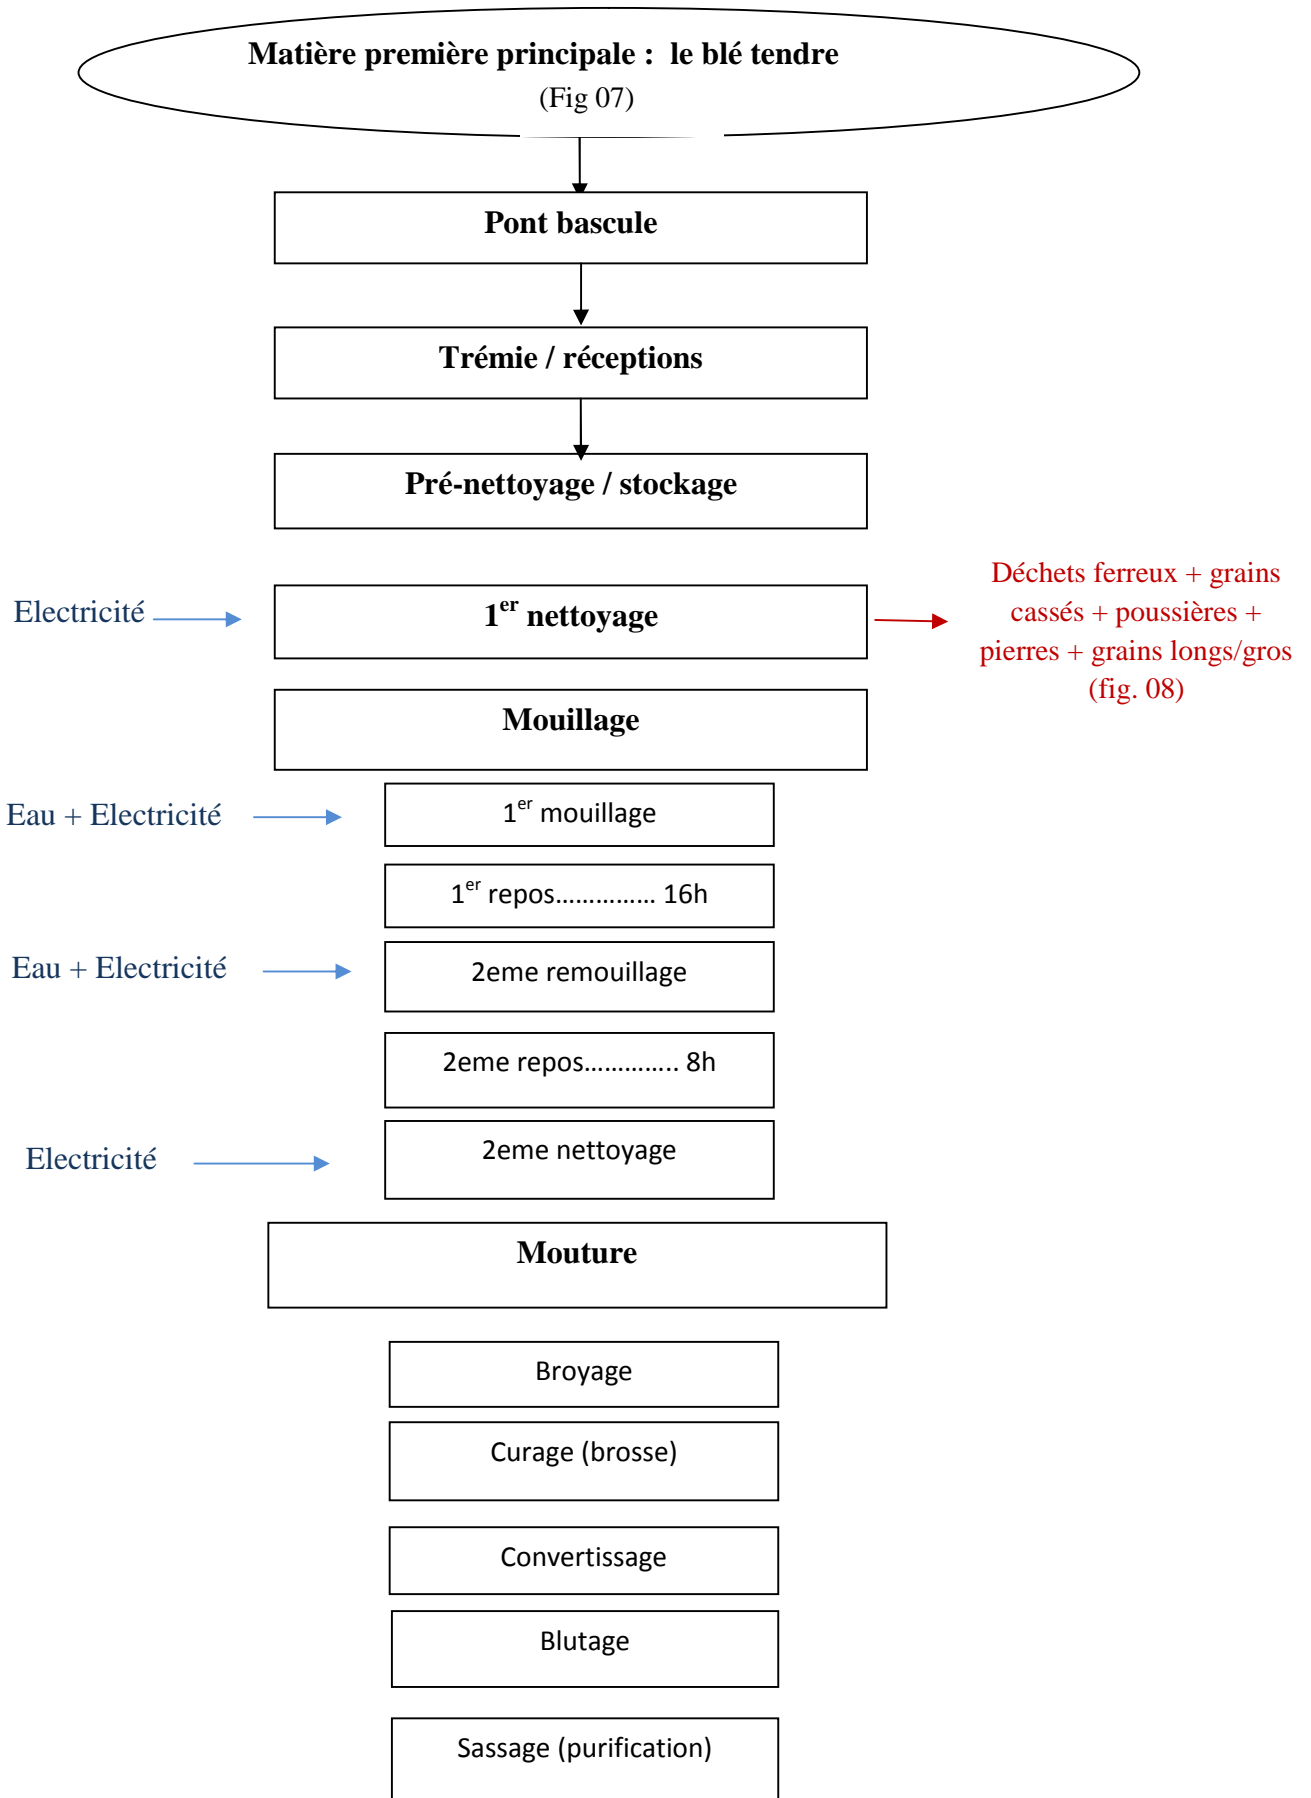 Matière première principale : le blé tendre
(Fig 07)
Pont bascule
Trémie / réceptions
Pré-nettoyage / stockage
Electricité
1er nettoyage
Déchets ferreux + grains
cassés + poussières +
pierres + grains longs/gros
(fig. 08)
Mouillage
Eau + Electricité
1er mouillage
1er repos…………… 16h
Eau + Electricité
2eme remouillage
2eme repos………….. 8h
Electricité
2eme nettoyage
Mouture
Broyage
Curage (brosse)
Convertissage
Blutage
Sassage (purification)